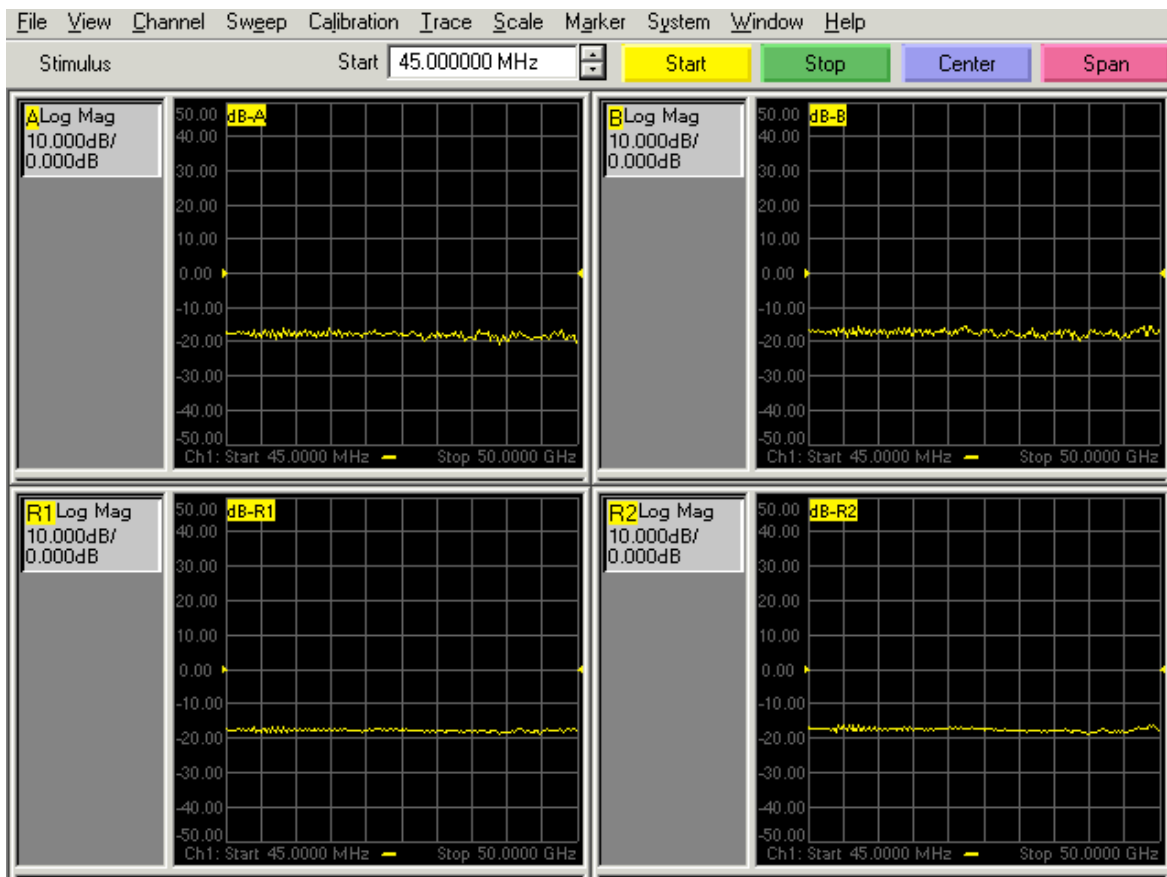 File View Channel Sweep Calibration Trace Scale Marker System Window Help
Stimulus Start 45.000000 MHz Start Stop Center Span
A Log Mag
10.000dB/
0.000dB
50.00 dB-A
40.00
30.00
20.00
10.00
0.00
-10.00
-20.00
-30.00
-40.00
-50.00
Ch1: Start 45.0000 MHz Stop 50.0000 GHz
B Log Mag
10.000dB/
0.000dB
50.00 dB-B
40.00
30.00
20.00
10.00
0.00
-10.00
-20.00
-30.00
-40.00
-50.00
Ch1: Start 45.0000 MHz Stop 50.0000 GHz
R1 Log Mag
10.000dB/
0.000dB
50.00 dB-R1
40.00
30.00
20.00
10.00
0.00
-10.00
-20.00
-30.00
-40.00
-50.00
Ch1: Start 45.0000 MHz Stop 50.0000 GHz
R2 Log Mag
10.000dB/
0.000dB
50.00 dB-R2
40.00
30.00
20.00
10.00
0.00
-10.00
-20.00
-30.00
-40.00
-50.00
Ch1: Start 45.0000 MHz Stop 50.0000 GHz